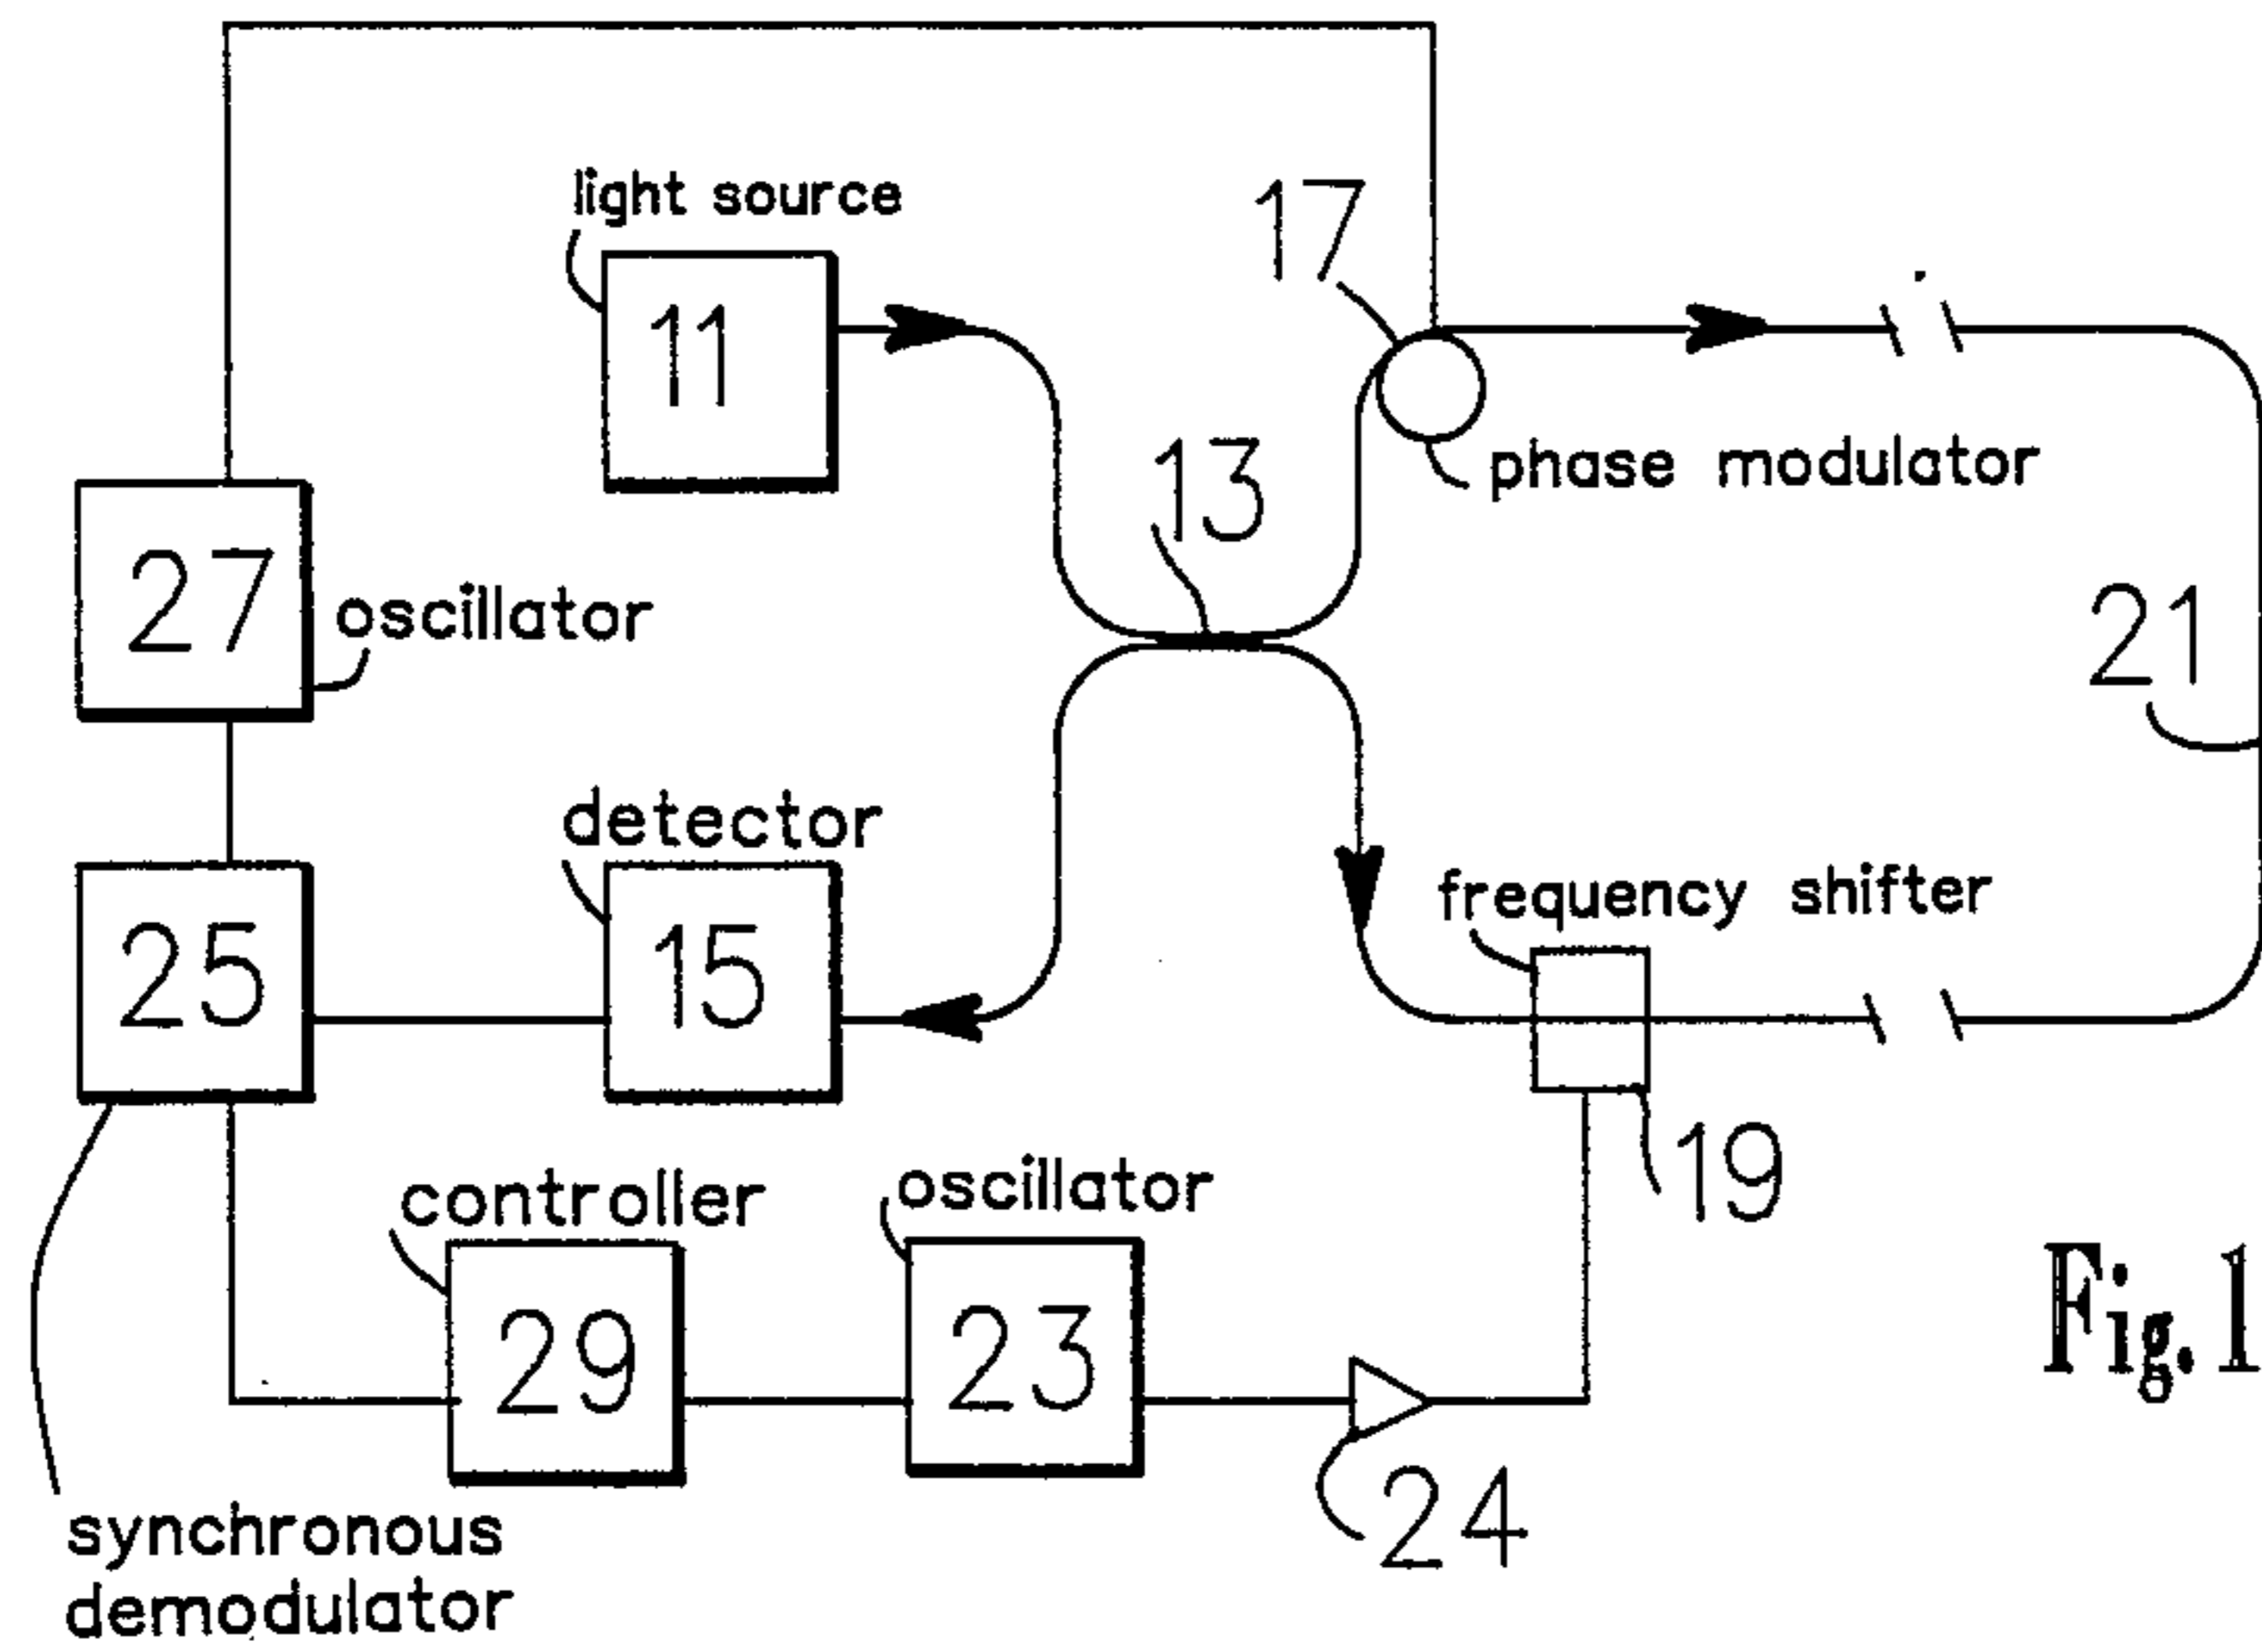 light source
11
17
phase modulator
13
27
oscillator
21
detector
25
15
frequency shifter
19
controller
oscillator
29
23
24
Fig.1
synchronous
demodulator